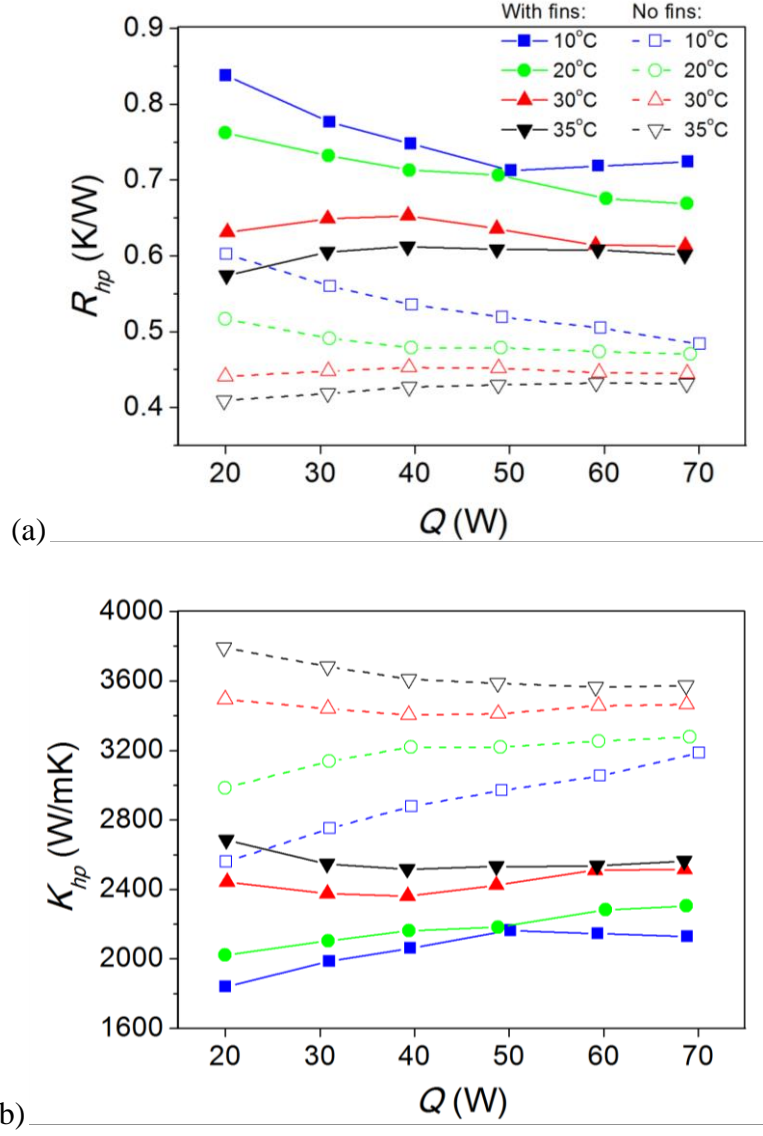 With fins: No fins:
10°C 10°C
20°C 20°C
30°C 30°C
35°C 35°C
0.9
0.8
0.7
0.6
0.5
0.4
R_hp (K/W)
20 30 40 50 60 70
Q (W)
(a)
4000
3600
3200
2800
2400
2000
1600
K_hp (W/mK)
20 30 40 50 60 70
Q (W)
b)